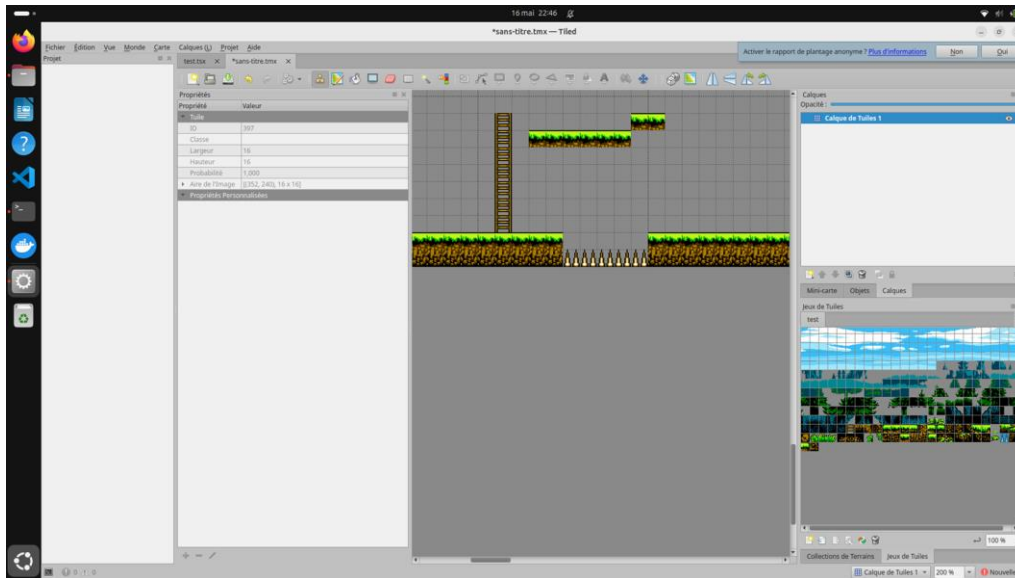 16 mai 22:46
*sans-titre.tmx — Tiled
Fichier Édition Vue Monde Carte Calques (L) Projet Aide
Activer le rapport de plantage anonyme ? Plus d'informations Non Oui
Projet
test.tsx *sans-titre.tmx
Propriétés
Propriété Valeur
Tuile
ID 397
Classe
Largeur 16
Hauteur 16
Probabilité 1,000
Aire de l'Image [(352, 240), 16 x 16]
Propriétés Personnalisées
Calques
Opacité :
Calque de Tuiles 1
Mini-carte Objets Calques
Jeux de Tuiles
test
100 %
Collections de Terrains Jeux de Tuiles
Calque de Tuiles 1 200 %